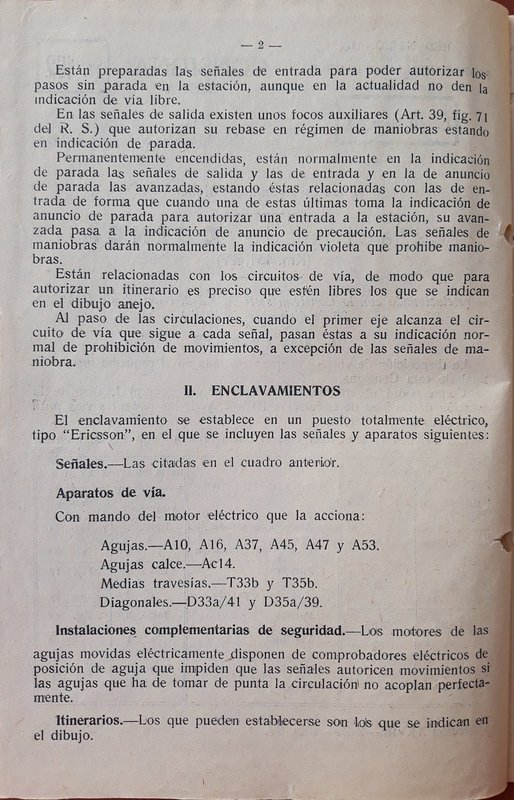 — 2 —
Están preparadas las señales de entrada para poder autorizar los
pasos sin parada en la estación, aunque en la actualidad no den la
indicación de vía libre.
En las señales de salida existen unos focos auxiliares (Art. 39, fig. 71
del R. S.) que autorizan su rebase en régimen de maniobras estando
en indicación de parada.
Permanentemente encendidas, están normalmente en la indicación
de parada las señales de salida y las de entrada y en la de anuncio
de parada las avanzadas, estando éstas relacionadas con las de en-
trada de forma que cuando una de estas últimas toma la indicación de
anuncio de parada para autorizar una entrada a la estación, su avan-
zada pasa a la indicación de anuncio de precaución. Las señales de
maniobras darán normalmente la indicación violeta que prohibe manio-
bras.
Están relacionadas con los circuitos de vía, de modo que para
autorizar un itinerario es preciso que estén libres los que se indican
en el dibujo anejo.
Al paso de las circulaciones, cuando el primer eje alcanza el cir-
cuito de vía que sigue a cada señal, pasan éstas a su indicación nor-
mal de prohibición de movimientos, a excepción de las señales de ma-
niobra.
II. ENCLAVAMIENTOS
El enclavamiento se establece en un puesto totalmente eléctrico,
tipo "Ericsson", en el que se incluyen las señales y aparatos siguientes:
Señales.—Las citadas en el cuadro anterior.
Aparatos de vía.
Con mando del motor eléctrico que la acciona:
Agujas.—A10, A16, A37, A45, A47 y A53.
Agujas calce.—Ac14.
Medias travesías.—T33b y T35b.
Diagonales.—D33a/41 y D35a/39.
Instalaciones complementarias de seguridad.—Los motores de las
agujas movidas eléctricamente disponen de comprobadores eléctricos de
posición de aguja que impiden que las señales autoricen movimientos si
las agujas que ha de tomar de punta la circulación no acoplan perfecta-
mente.
Itinerarios.—Los que pueden establecerse son los que se indican en
el dibujo.